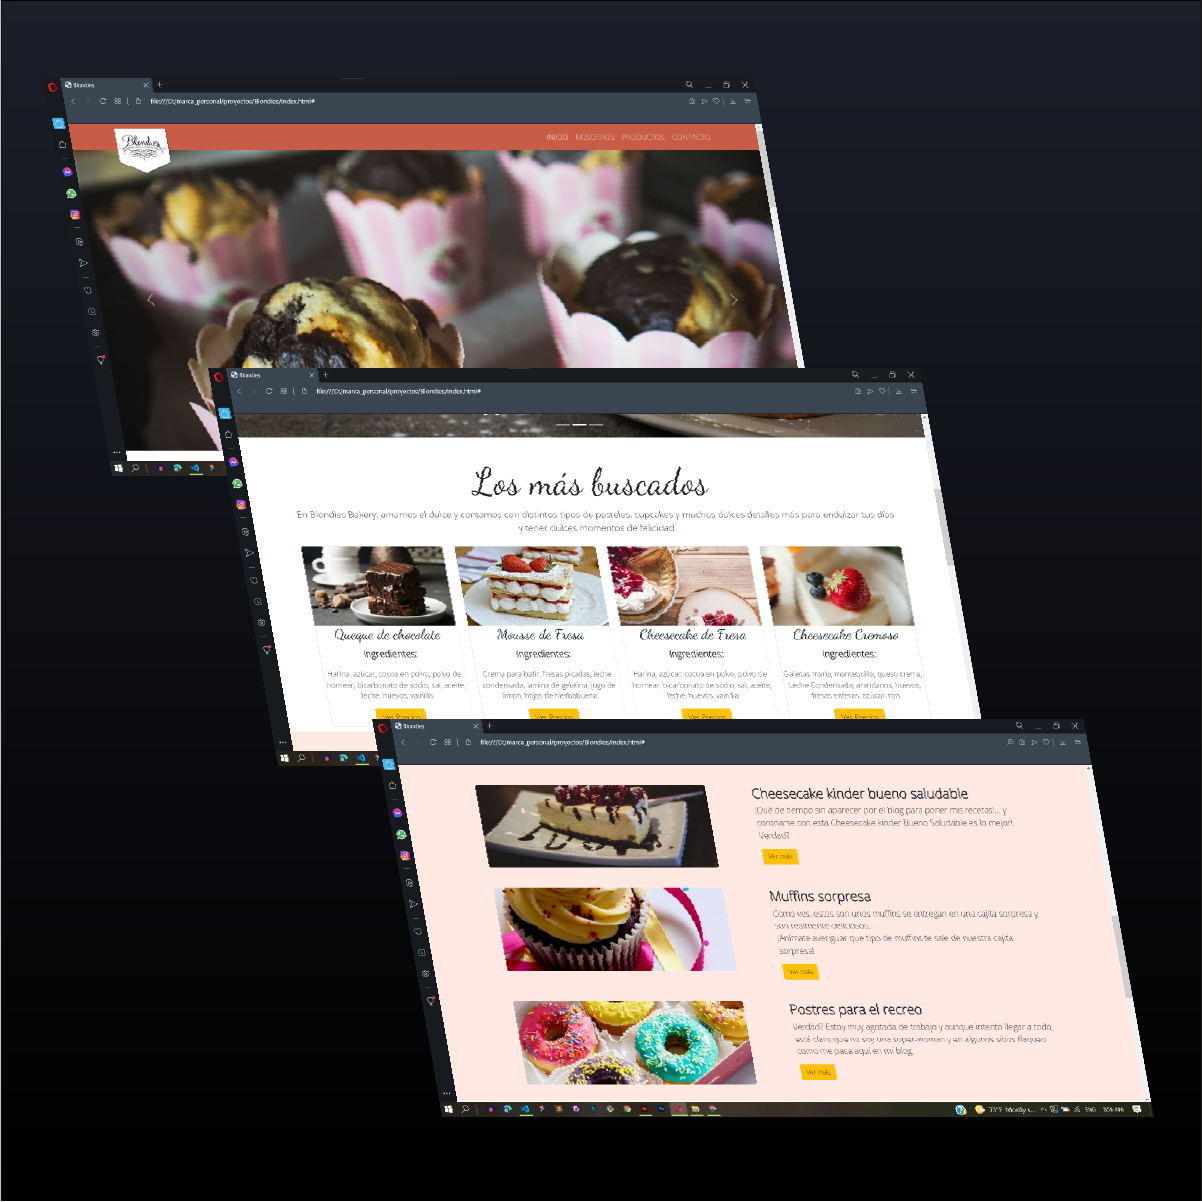 Blondies
file:///D:/marca_personal/proyectos/Blondies/index.html#
Blondies
INICIO NOSOTROS PRODUCTOS CONTACTO
Blondies
file:///D:/marca_personal/proyectos/Blondies/index.html#
Los más buscados
En Blondies Bakery, amamos el dulce y contamos con distintos tipos de pasteles, cupcakes y muchos dulces detalles más para endulzar tus días
y tener dulces momentos de felicidad.
Queque de chocolate
Ingredientes:
Harina, azúcar, cocoa en polvo, polvo de
hornear, bicarbonato de sodio, sal, aceite,
leche, huevos, vainilla.
Ver Precios
Mousse de Fresa
Ingredientes:
Crema para batir, fresas picadas, leche
condensada, lamina de gelatina, jugo de
limón, hojas de hierbabuena.
Ver Precios
Cheesecake de Fresa
Ingredientes:
Harina, azúcar, cocoa en polvo, polvo de
hornear, bicarbonato de sodio, sal, aceite,
leche, huevos, vainilla.
Ver Precios
Cheesecake Cremoso
Ingredientes:
Galletas maría, mantequilla, queso crema,
Leche Condensada, arandanos, huevos,
fresas enteras, azúcar, ron.
Ver Precios
Blondies
file:///D:/marca_personal/proyectos/Blondies/index.html#
Cheesecake kinder bueno saludable
¡Qué de tiempo sin aparecer por el blog para poner mis recetas!... y
coronarse con esta Cheesecake kinder Bueno Saludable es lo mejor!
Verdad?
Ver más
Muffins sorpresa
Como ves, estos son unos muffins se entregan en una cajita sorpresa y
son realmente deliciosos.
¡Anímate averiguar que tipo de muffins te sale de nuestra cajita
sorpresa!
Ver más
Postres para el recreo
Verdad? Estoy muy agotada de trabajo y aunque intento llegar a todo,
está claro que no soy una super-woman y en algunos sitios flaqueo
como me pasa aquí en mi blog.
Ver más
73°F Mostly c...
ENG